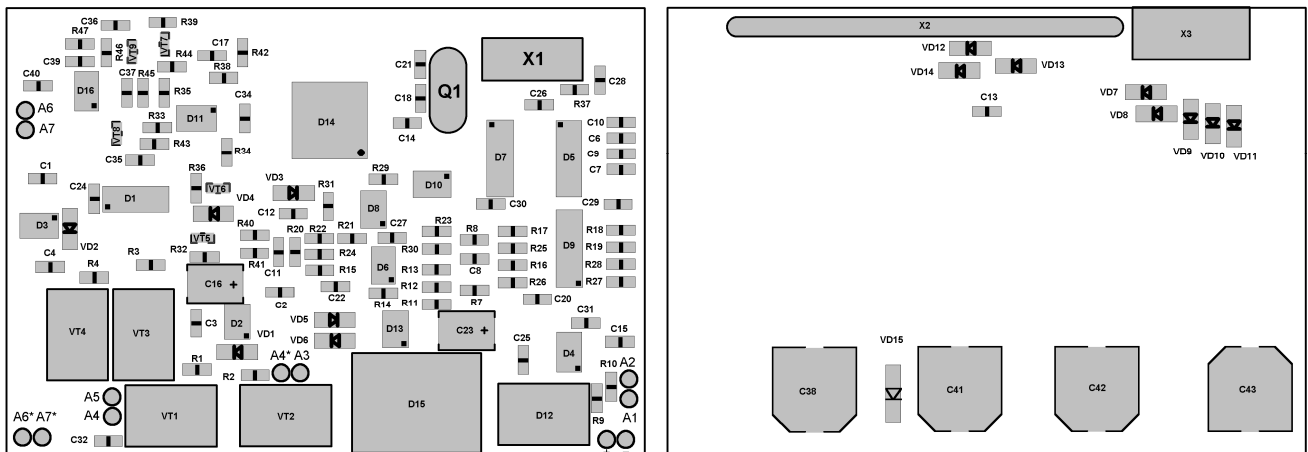 C36
R39
R47
R46
VT9
VT7
C17
R42
C39
R44
R38
C40
D16
C37
R45
R35
C34
A6
A7
R33
D11
VT8
R43
C35
R34
C21
Q1
X1
C28
R37
C18
C26
C14
D14
C10
C6
D7
D5
C9
C7
C1
C24
D1
R36
VT6
VD3
R29
R31
D10
VD4
C12
D8
C30
C29
D3
VD2
VT5
R40
R20
R22
R21
C27
R23
R8
R17
D9
R18
R3
R32
R41
R24
R30
R25
R19
C4
R4
C11
R15
D6
R13
C8
R16
R28
C16
+
C2
C22
R14
R12
R7
R26
R27
R11
C20
VT4
VT3
C3
D2
VD1
VD5
VD6
D13
C23
+
C31
C15
C25
D4
R1
R2
A4*
A3
R10
A2
A5
A4
VT1
VT2
D15
D12
R9
A1
A6*
A7*
C32
X2
X3
VD12
VD14
VD13
C13
VD7
VD8
VD9
VD10
VD11
VD15
C38
C41
C42
C43